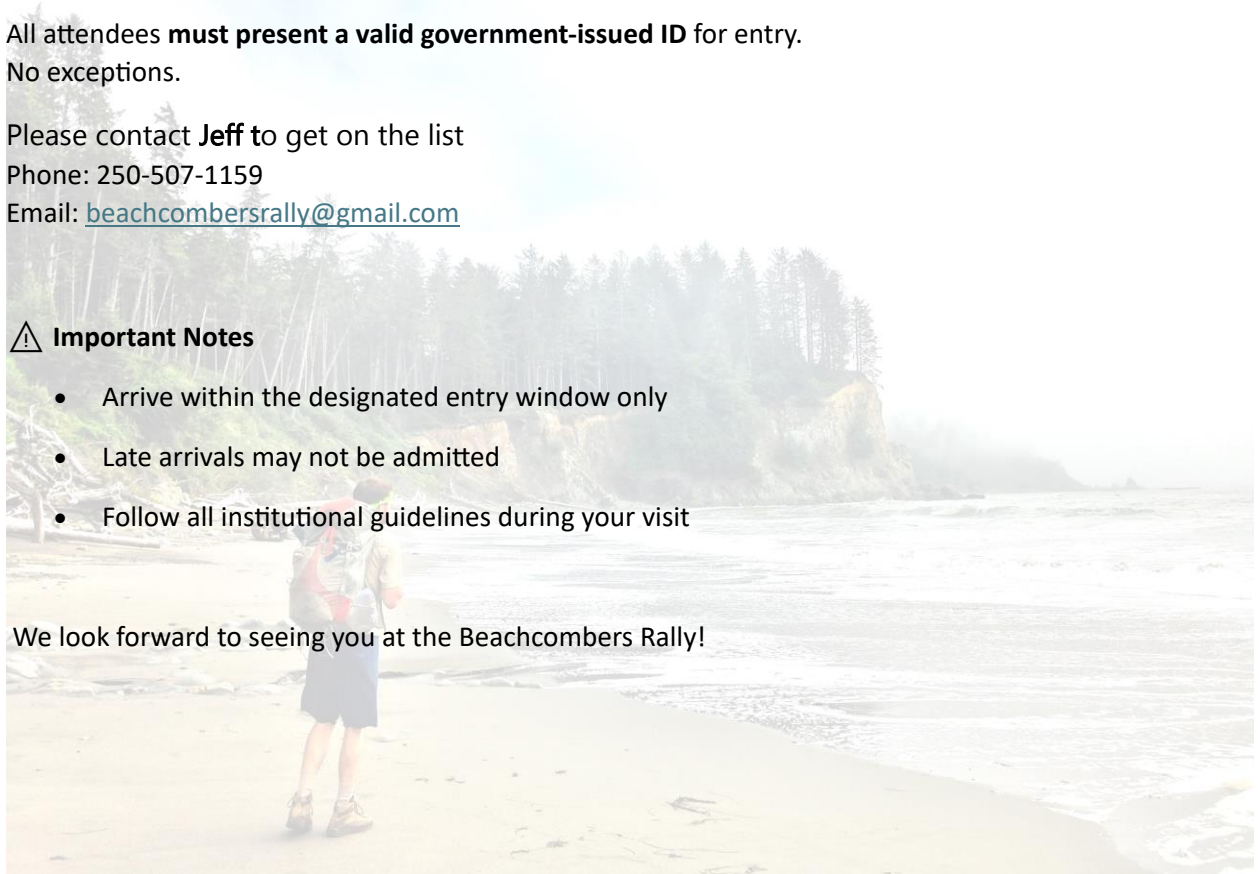 All attendees must present a valid government-issued ID for entry.
No exceptions.
Please contact Jeff to get on the list
Phone: 250-507-1159
Email: beachcombersrally@gmail.com
⚠ Important Notes
• Arrive within the designated entry window only
• Late arrivals may not be admitted
• Follow all institutional guidelines during your visit
We look forward to seeing you at the Beachcombers Rally!